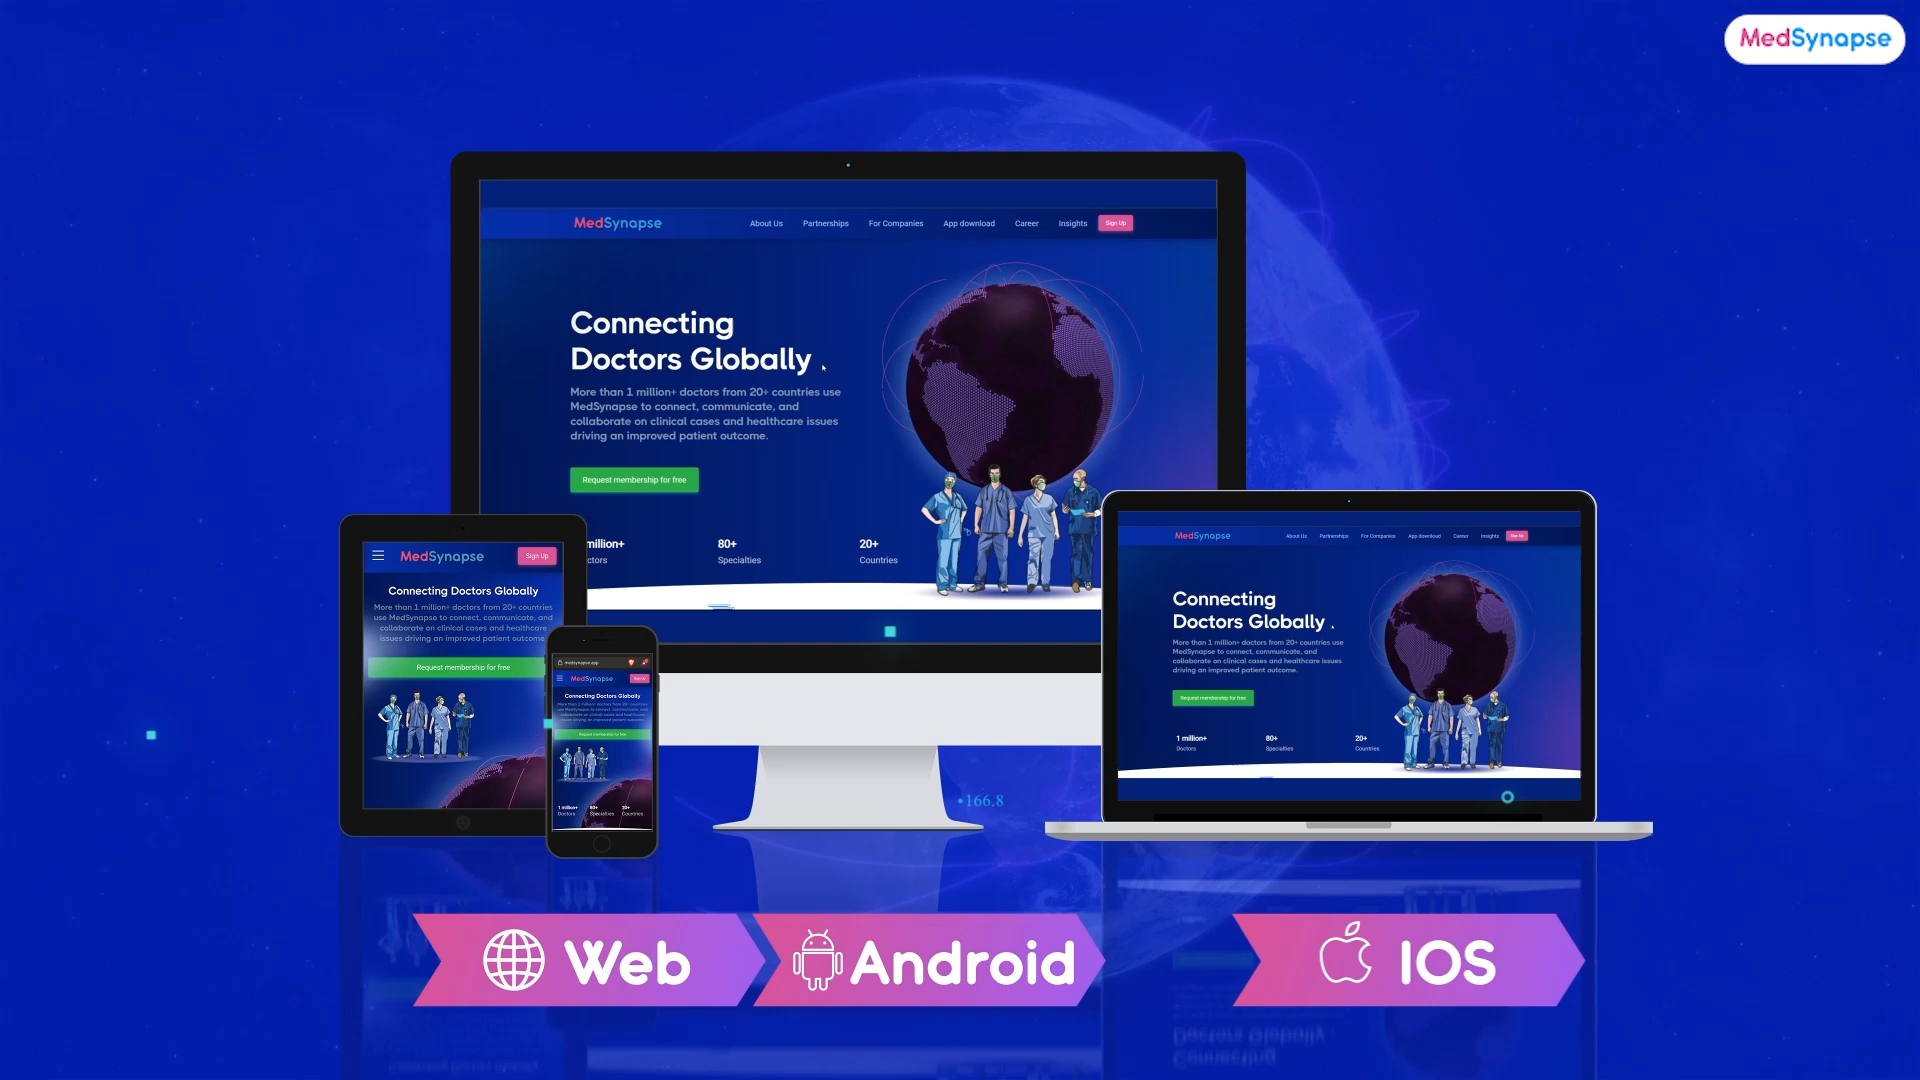 MedSynapse
MedSynapse About Us Partnerships For Companies App download Career Insights Sign Up
Connecting
Doctors Globally
More than 1 million+ doctors from 20+ countries use
MedSynapse to connect, communicate, and
collaborate on clinical cases and healthcare issues
driving an improved patient outcome.
Request membership for free
million+ 80+ 20+
ctors Specialties Countries
MedSynapse Sign Up
Connecting Doctors Globally
More than 1 million+ doctors from 20+ countries
use MedSynapse to connect, communicate, and
collaborate on clinical cases and healthcare
issues driving an improved patient outcome
Request membership for free
medsynapse.app
MedSynapse
Connecting Doctors Globally
More than 1 million+ doctors from 20+ countries
use MedSynapse to connect, communicate, and
collaborate on clinical cases and healthcare
issues driving an improved patient outcome.
Request membership for free
1 million+ 80+ 20+
Doctors Specialties Countries
MedSynapse About Us Partnerships For Companies App download Career Insights Sign Up
Connecting
Doctors Globally
More than 1 million+ doctors from 20+ countries use
MedSynapse to connect, communicate, and
collaborate on clinical cases and healthcare issues
driving an improved patient outcome.
Request membership for free
1 million+ 80+ 20+
Doctors Specialties Countries
166.8
Web Android IOS